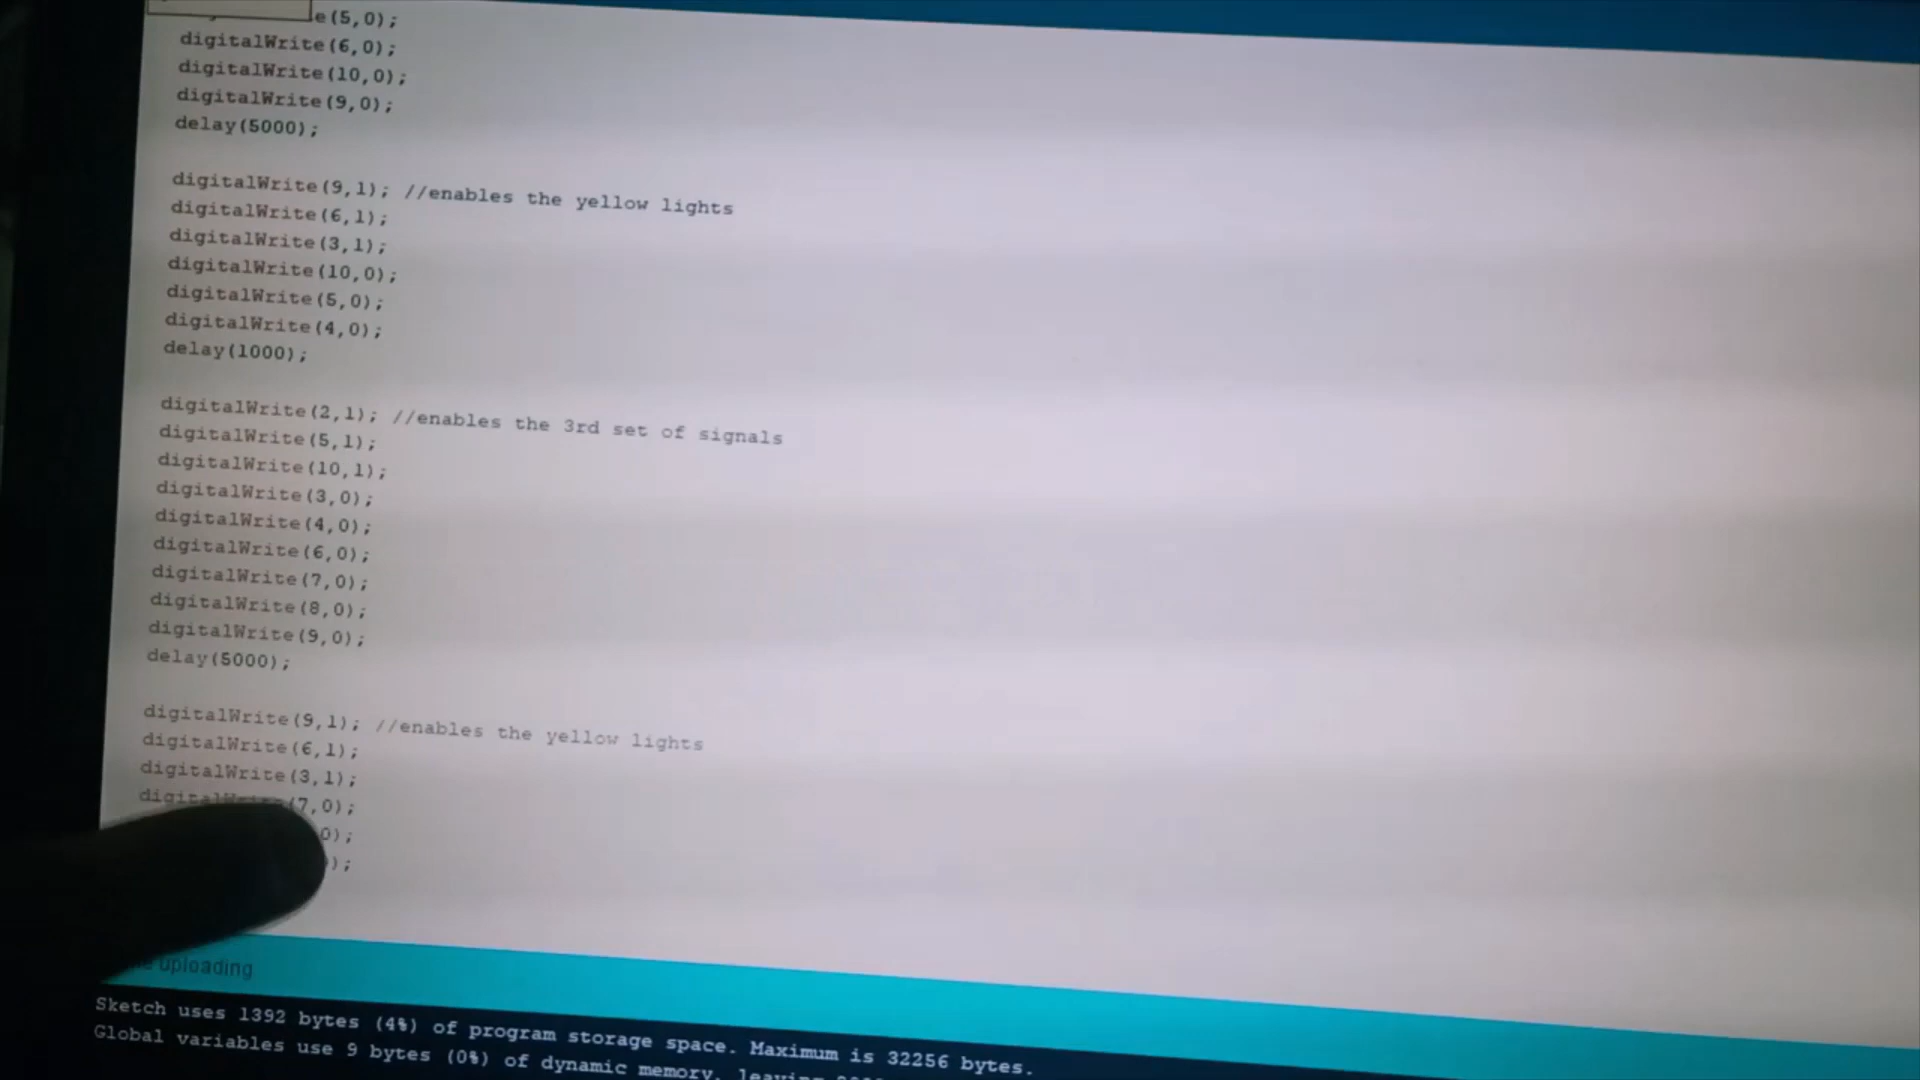 e(5,0);
digitalWrite(6,0);
digitalWrite(10,0);
digitalWrite(9,0);
delay(5000);
digitalWrite(9,1); //enables the yellow lights
digitalWrite(6,1);
digitalWrite(3,1);
digitalWrite(10,0);
digitalWrite(5,0);
digitalWrite(4,0);
delay(1000);
digitalWrite(2,1); //enables the 3rd set of signals
digitalWrite(5,1);
digitalWrite(10,1);
digitalWrite(3,0);
digitalWrite(4,0);
digitalWrite(6,0);
digitalWrite(7,0);
digitalWrite(8,0);
digitalWrite(9,0);
delay(5000);
digitalWrite(9,1); //enables the yellow lights
digitalWrite(6,1);
digitalWrite(3,1);
digitalWrite(7,0);
0);
);
uploading
Sketch uses 1392 bytes (4%) of program storage space. Maximum is 32256 bytes.
Global variables use 9 bytes (0%) of dynamic memory, leaving